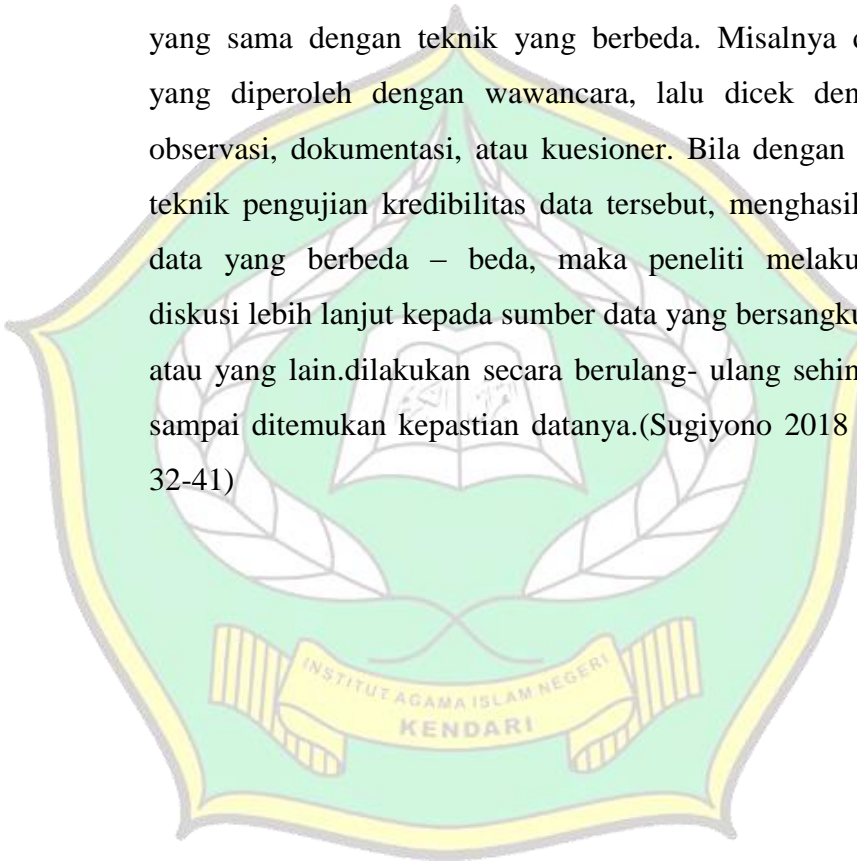 yang sama dengan teknik yang berbeda. Misalnya
yang diperoleh dengan wawancara, lalu dicek
observasi, dokumentasi, atau kuesioner. Bila dengan
teknik pengujian kredibilitas data tersebut,
data yang berbeda – beda, maka peneliti
diskusi lebih lanjut kepada sumber data yang
atau yang lain.dilakukan secara berulang- ulang
sampai ditemukan kepastian datanya.(Sugiyono 2018
32-41)
INSTITUT AGAMA ISLAM NEGERI
KENDARI